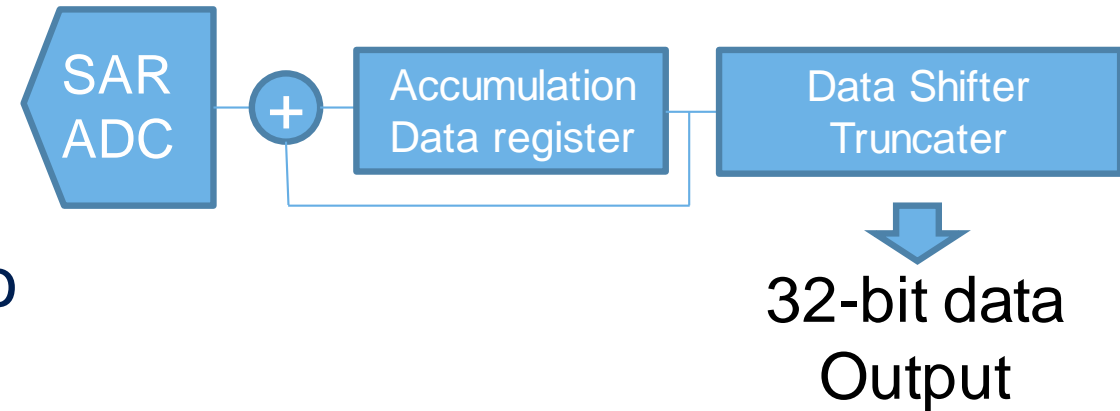 SAR
ADC
+
Accumulation
Data register
Data Shifter
Truncater
32-bit data
Output